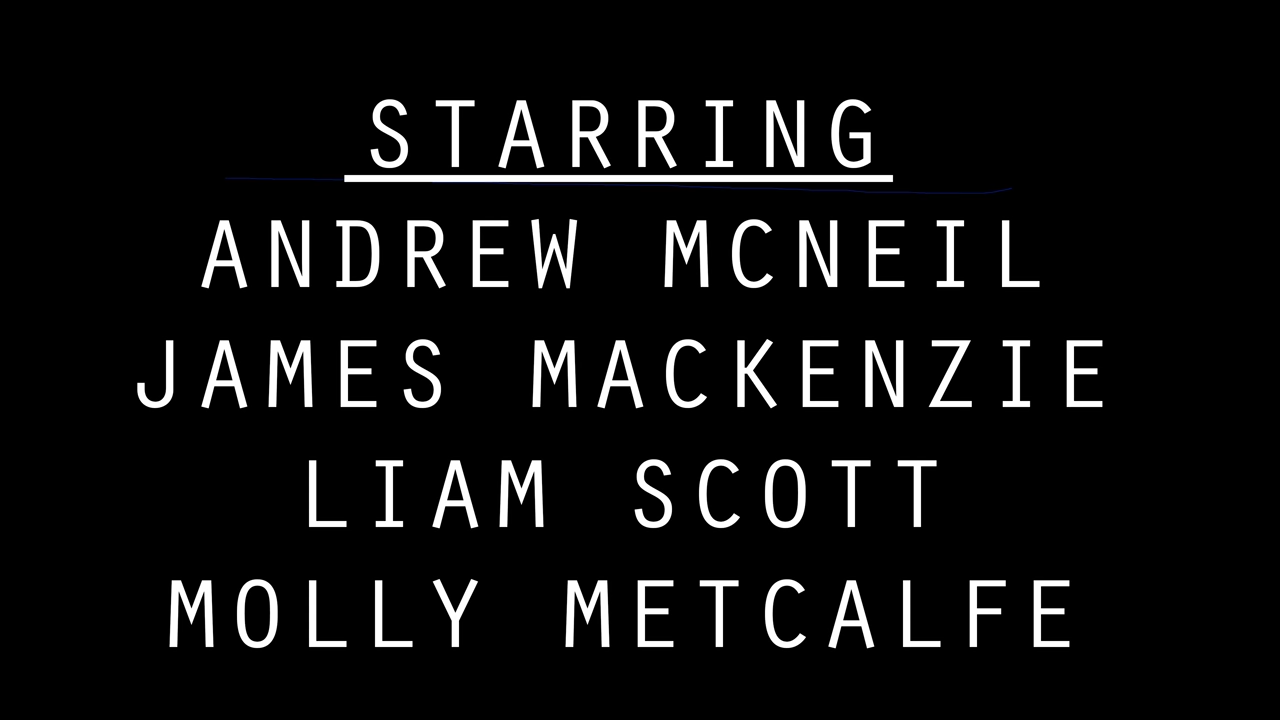 STARRING
ANDREW MCNEIL
JAMES MACKENZIE
LIAM SCOTT
MOLLY METCALFE